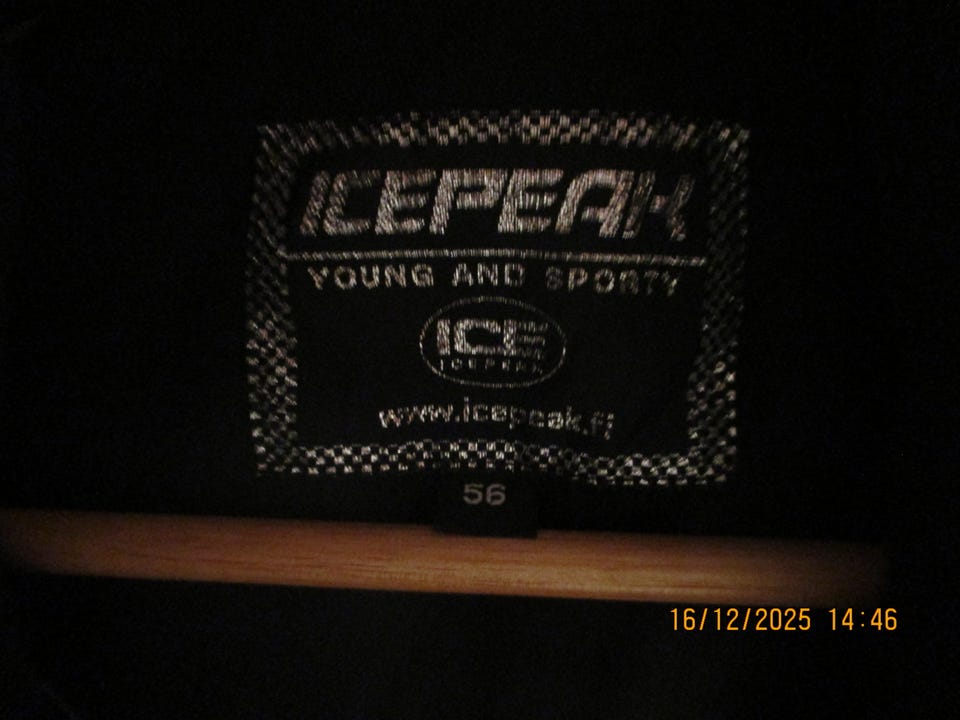 ICEPEAK
YOUNG AND SPORTY
ICE
ICEPEAK
www.icepeak.fi
56
16/12/2025 14:46